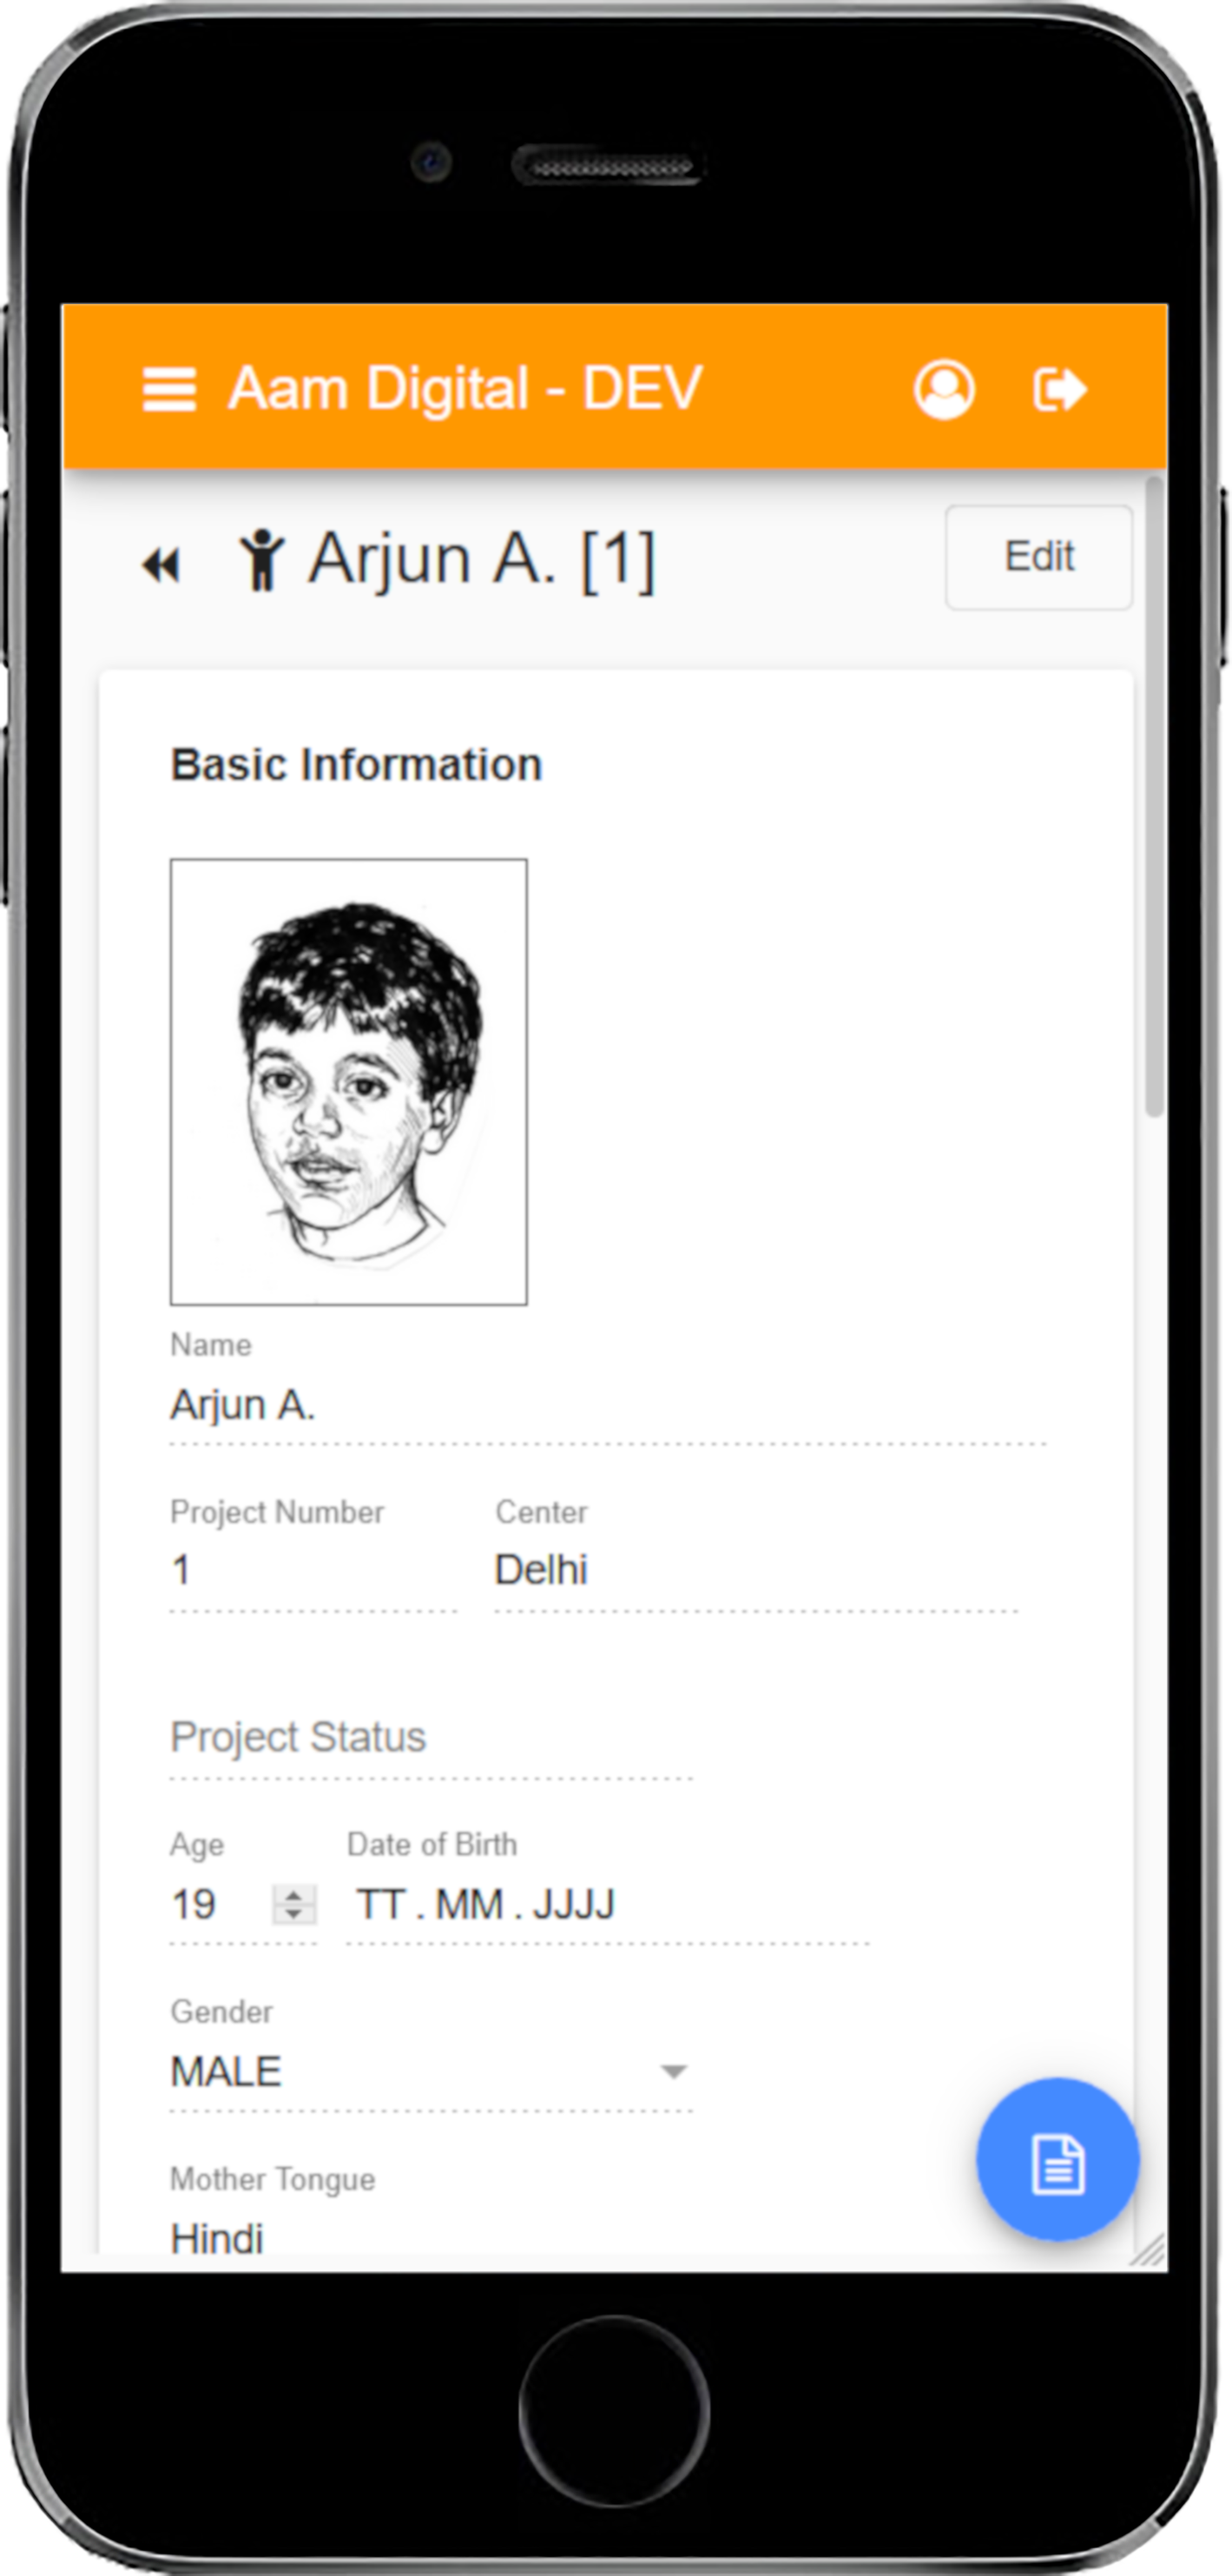 Aam Digital - DEV
Arjun A. [1]
Edit
Basic Information
Name
Arjun A.
Project Number Center
1 Delhi
Project Status
Age Date of Birth
19 TT . MM . JJJJ
Gender
MALE
Mother Tongue
Hindi